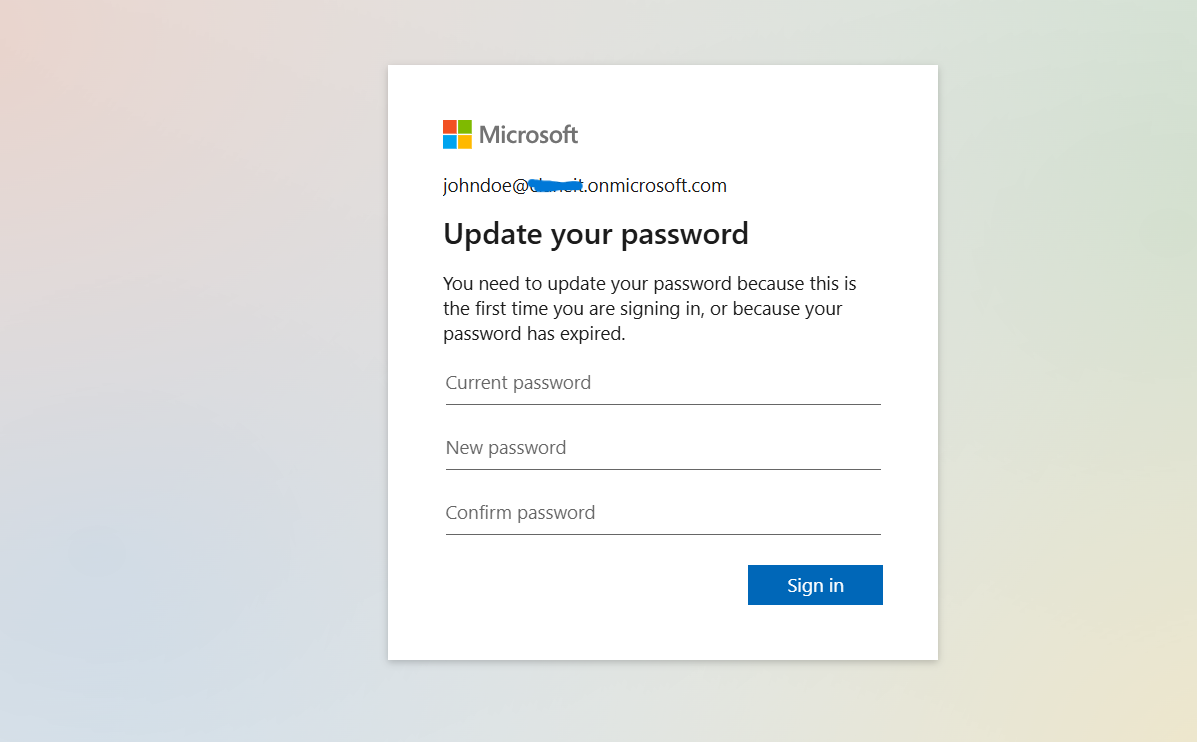 Microsoft
johndoe@ .onmicrosoft.com
Update your password
You need to update your password because this is
the first time you are signing in, or because your
password has expired.
Current password
New password
Confirm password
Sign in